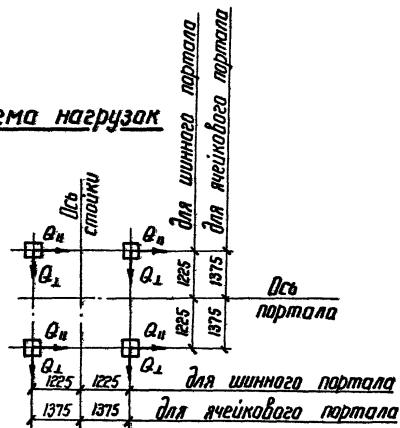 ема нагрузок
Ось
стойки
для шинного портала
для ячейкового портала
Q॥
Q॥
Q⊥
Q⊥
1225
1375
Ось
портала
1225
1375
Q॥
Q॥
Q⊥
Q⊥
1225
1225
для шинного портала
1375
1375
для ячейкового портала